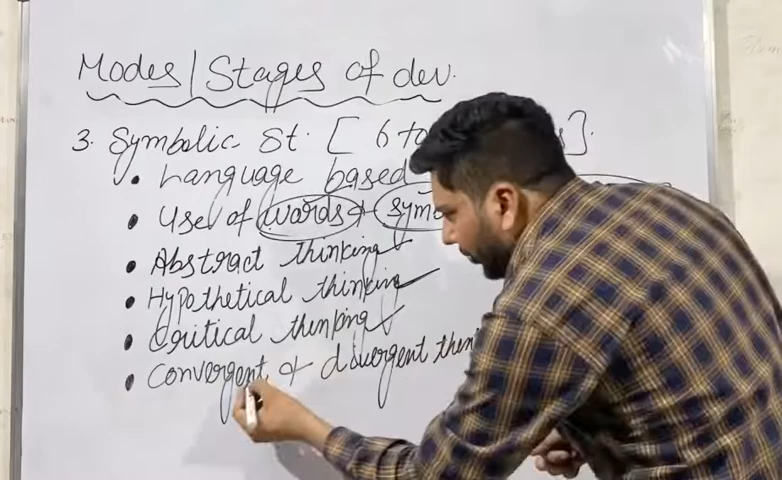 Modes/Stages of dev.
3. Symbolic St. [ 6 to
• Language based
• Use of words &
• Abstract thinking
• Hypothetical thinking
• Critical thinking
• Convergent & divergent